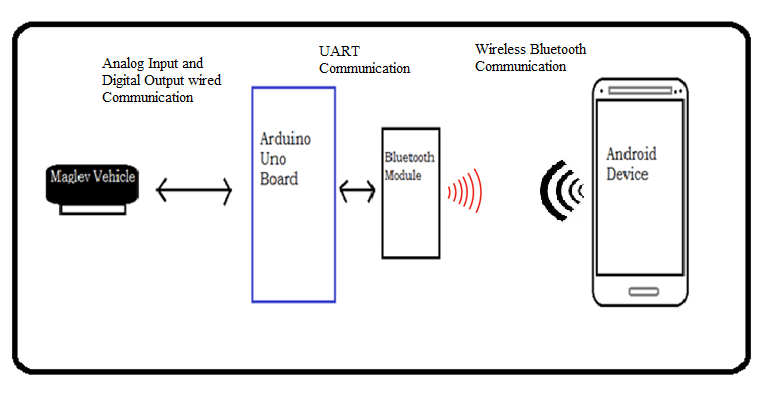 Analog Input and
Digital Output wired
Communication
UART
Communication
Wireless Bluetooth
Communication
Maglev Vehicle
Arduino
Uno
Board
Bluetooth
Module
Android
Device